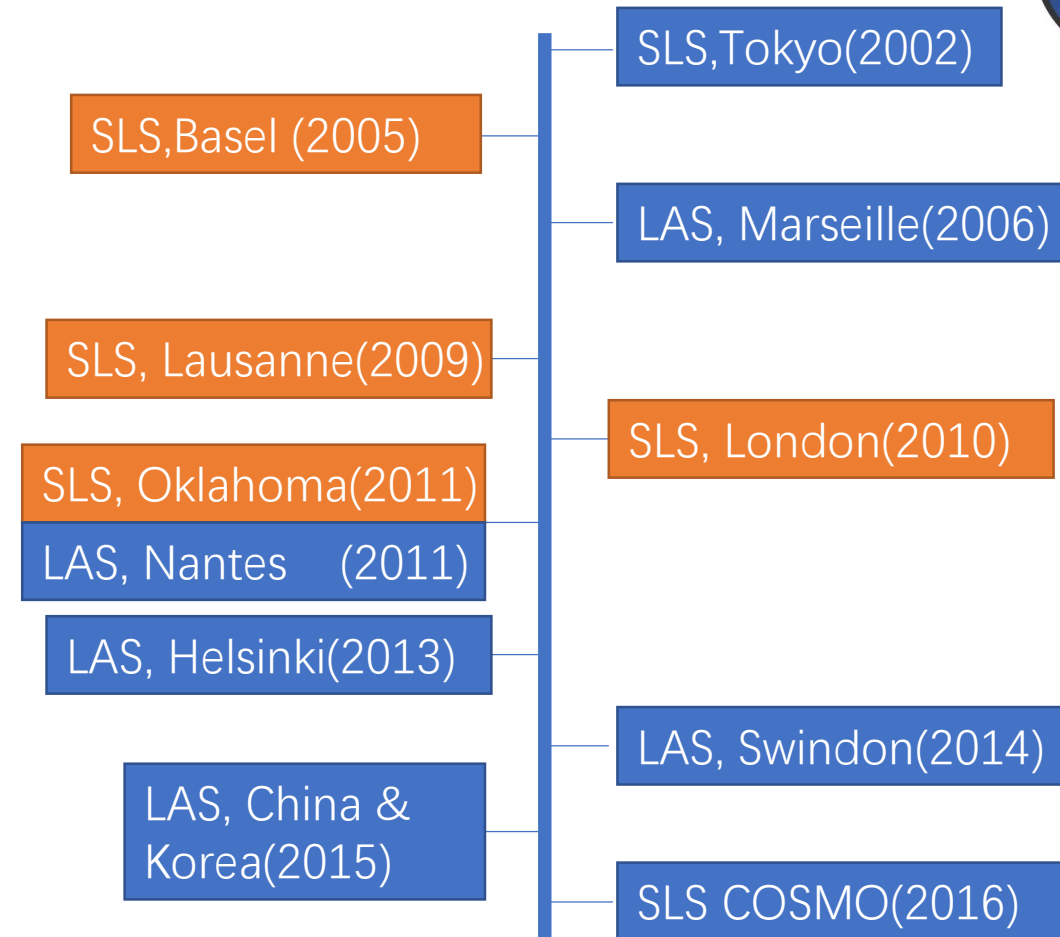 SLS,Tokyo(2002)
SLS,Basel (2005)
LAS, Marseille(2006)
SLS, Lausanne(2009)
SLS, London(2010)
SLS, Oklahoma(2011)
LAS, Nantes (2011)
LAS, Helsinki(2013)
LAS, Swindon(2014)
LAS, China &
Korea(2015)
SLS COSMO(2016)